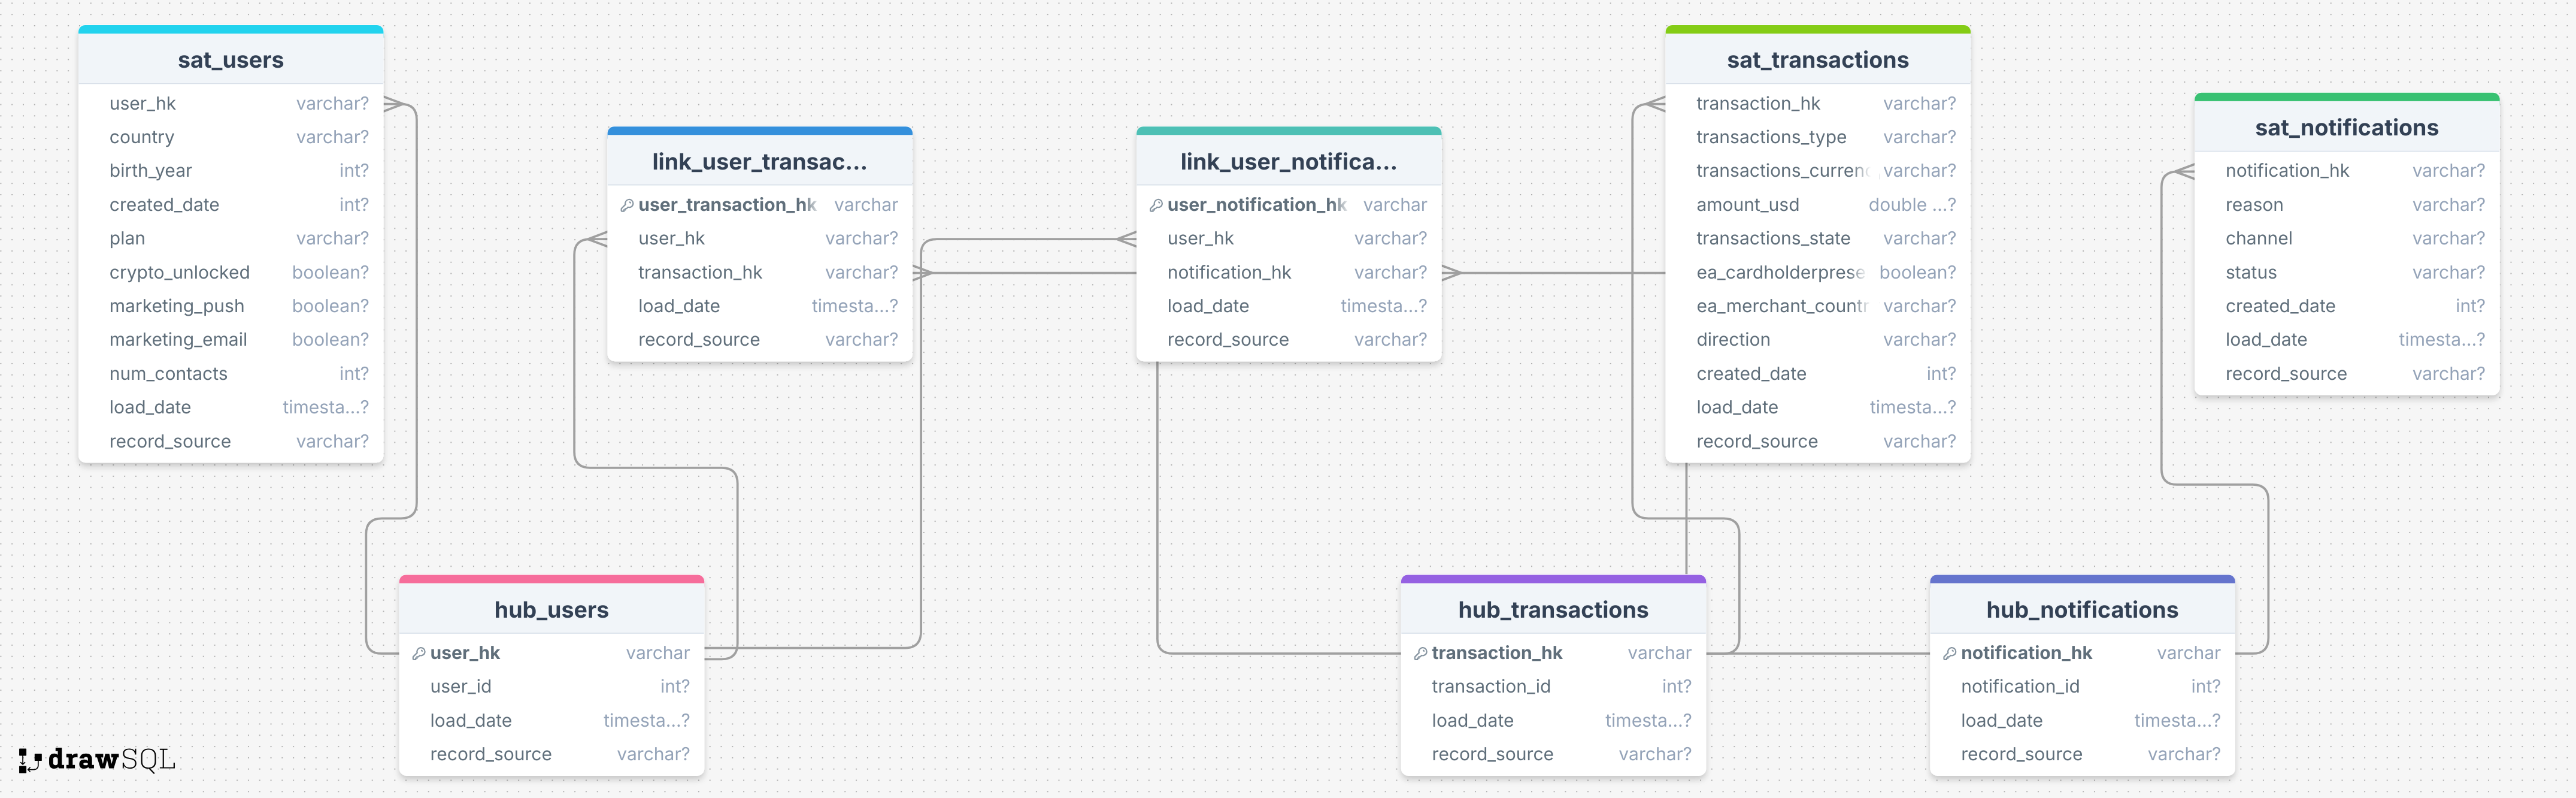 sat_users
user_hk varchar?
country varchar?
birth_year int?
created_date int?
plan varchar?
crypto_unlocked boolean?
marketing_push boolean?
marketing_email boolean?
num_contacts int?
load_date timesta...?
record_source varchar?
link_user_transac...
user_transaction_hk varchar
user_hk varchar?
transaction_hk varchar?
load_date timesta...?
record_source varchar?
link_user_notifica...
user_notification_hk varchar
user_hk varchar?
notification_hk varchar?
load_date timesta...?
record_source varchar?
sat_transactions
transaction_hk varchar?
transactions_type varchar?
transactions_curren varchar?
amount_usd double ...?
transactions_state varchar?
ea_cardholderprese boolean?
ea_merchant_countr varchar?
direction varchar?
created_date int?
load_date timesta...?
record_source varchar?
sat_notifications
notification_hk varchar?
reason varchar?
channel varchar?
status varchar?
created_date int?
load_date timesta...?
record_source varchar?
hub_users
user_hk varchar
user_id int?
load_date timesta...?
record_source varchar?
hub_transactions
transaction_hk varchar
transaction_id int?
load_date timesta...?
record_source varchar?
hub_notifications
notification_hk varchar
notification_id int?
load_date timesta...?
record_source varchar?
drawSQL